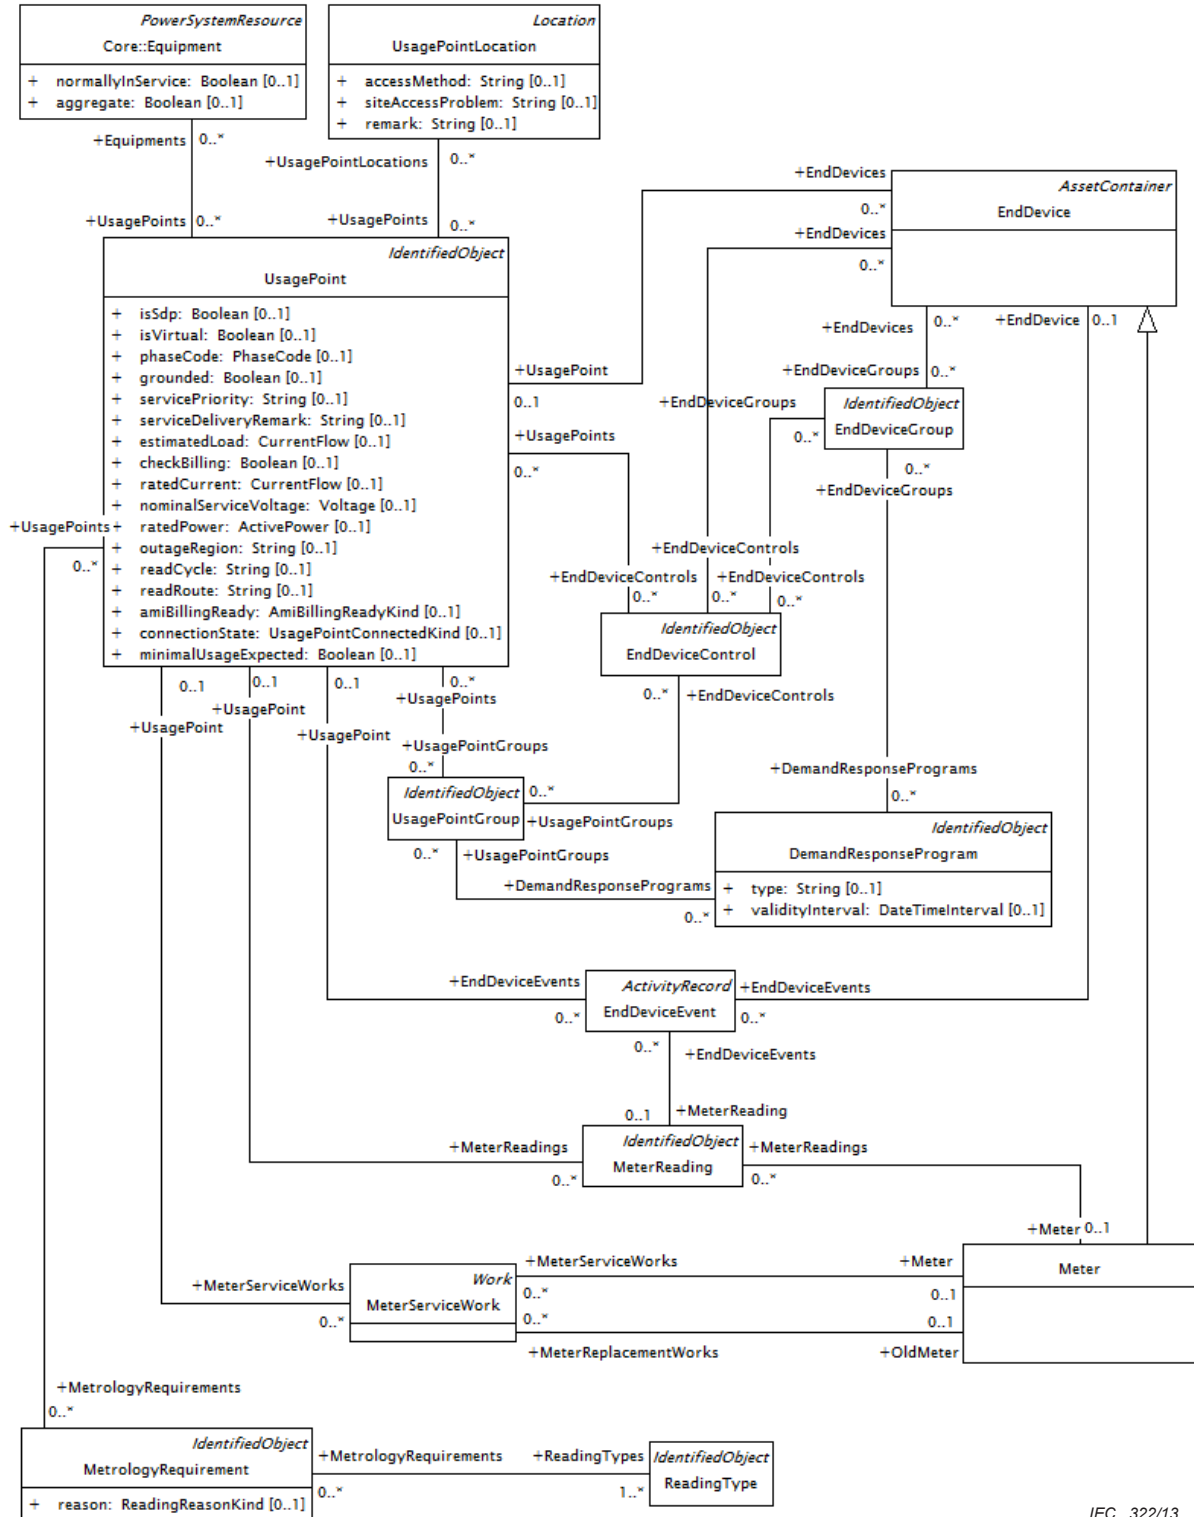 PowerSystemResource
Core::Equipment
+ normallyInService: Boolean [0..1]
+ aggregate: Boolean [0..1]
Location
UsagePointLocation
+ accessMethod: String [0..1]
+ siteAccessProblem: String [0..1]
+ remark: String [0..1]
+Equipments 0..*
+UsagePointLocations 0..*
+UsagePoints 0..*
+UsagePoints 0..*
+EndDevices
0..*
+EndDevices
0..*
AssetContainer
EndDevice
IdentifiedObject
UsagePoint
+ isSdp: Boolean [0..1]
+ isVirtual: Boolean [0..1]
+ phaseCode: PhaseCode [0..1]
+ grounded: Boolean [0..1]
+ servicePriority: String [0..1]
+ serviceDeliveryRemark: String [0..1]
+ estimatedLoad: CurrentFlow [0..1]
+ checkBilling: Boolean [0..1]
+ ratedCurrent: CurrentFlow [0..1]
+ nominalServiceVoltage: Voltage [0..1]
+ ratedPower: ActivePower [0..1]
+ outageRegion: String [0..1]
+ readCycle: String [0..1]
+ readRoute: String [0..1]
+ amiBillingReady: AmiBillingReadyKind [0..1]
+ connectionState: UsagePointConnectedKind [0..1]
+ minimalUsageExpected: Boolean [0..1]
+UsagePoints
0..*
+EndDevices 0..*
+EndDevice 0..1
+UsagePoint
0..1
+EndDeviceGroups 0..*
+EndDeviceGroups
0..*
IdentifiedObject
EndDeviceGroup
+UsagePoints
0..*
0..*
+EndDeviceGroups
+EndDeviceControls
+EndDeviceControls +EndDeviceControls
0..* 0..* 0..*
IdentifiedObject
EndDeviceControl
0..* +EndDeviceControls
0..1
+UsagePoint
0..1
+UsagePoint
0..1
+UsagePoint
0..*
+UsagePoints
+UsagePointGroups
0..*
IdentifiedObject
UsagePointGroup
0..*
+UsagePointGroups
0..* +UsagePointGroups
+DemandResponsePrograms
0..*
+DemandResponsePrograms
0..*
IdentifiedObject
DemandResponseProgram
+ type: String [0..1]
+ validityInterval: DateTimeInterval [0..1]
+EndDeviceEvents
0..*
ActivityRecord
EndDeviceEvent
+EndDeviceEvents
0..*
0..* +EndDeviceEvents
0..1 +MeterReading
+MeterReadings
0..*
IdentifiedObject
MeterReading
+MeterReadings
0..*
+Meter 0..1
Meter
+MeterServiceWorks
0..*
Work
MeterServiceWork
+MeterServiceWorks +Meter
0..* 0..1
0..* 0..1
+MeterReplacementWorks +OldMeter
+MetrologyRequirements
0..*
IdentifiedObject
MetrologyRequirement
+ reason: ReadingReasonKind [0..1]
+MetrologyRequirements +ReadingTypes
0..* 1..*
IdentifiedObject
ReadingType
IEC 322/13